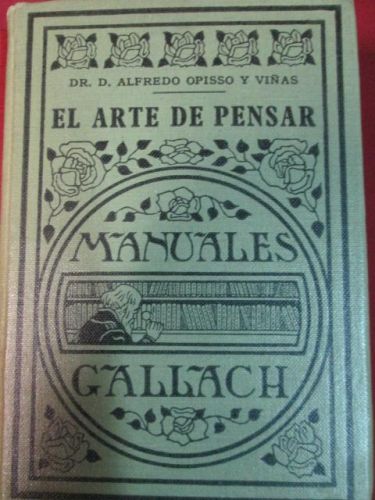 DR. D. ALFREDO OPISSO Y VIÑAS
EL ARTE DE PENSAR
MANUALES
GALLACH